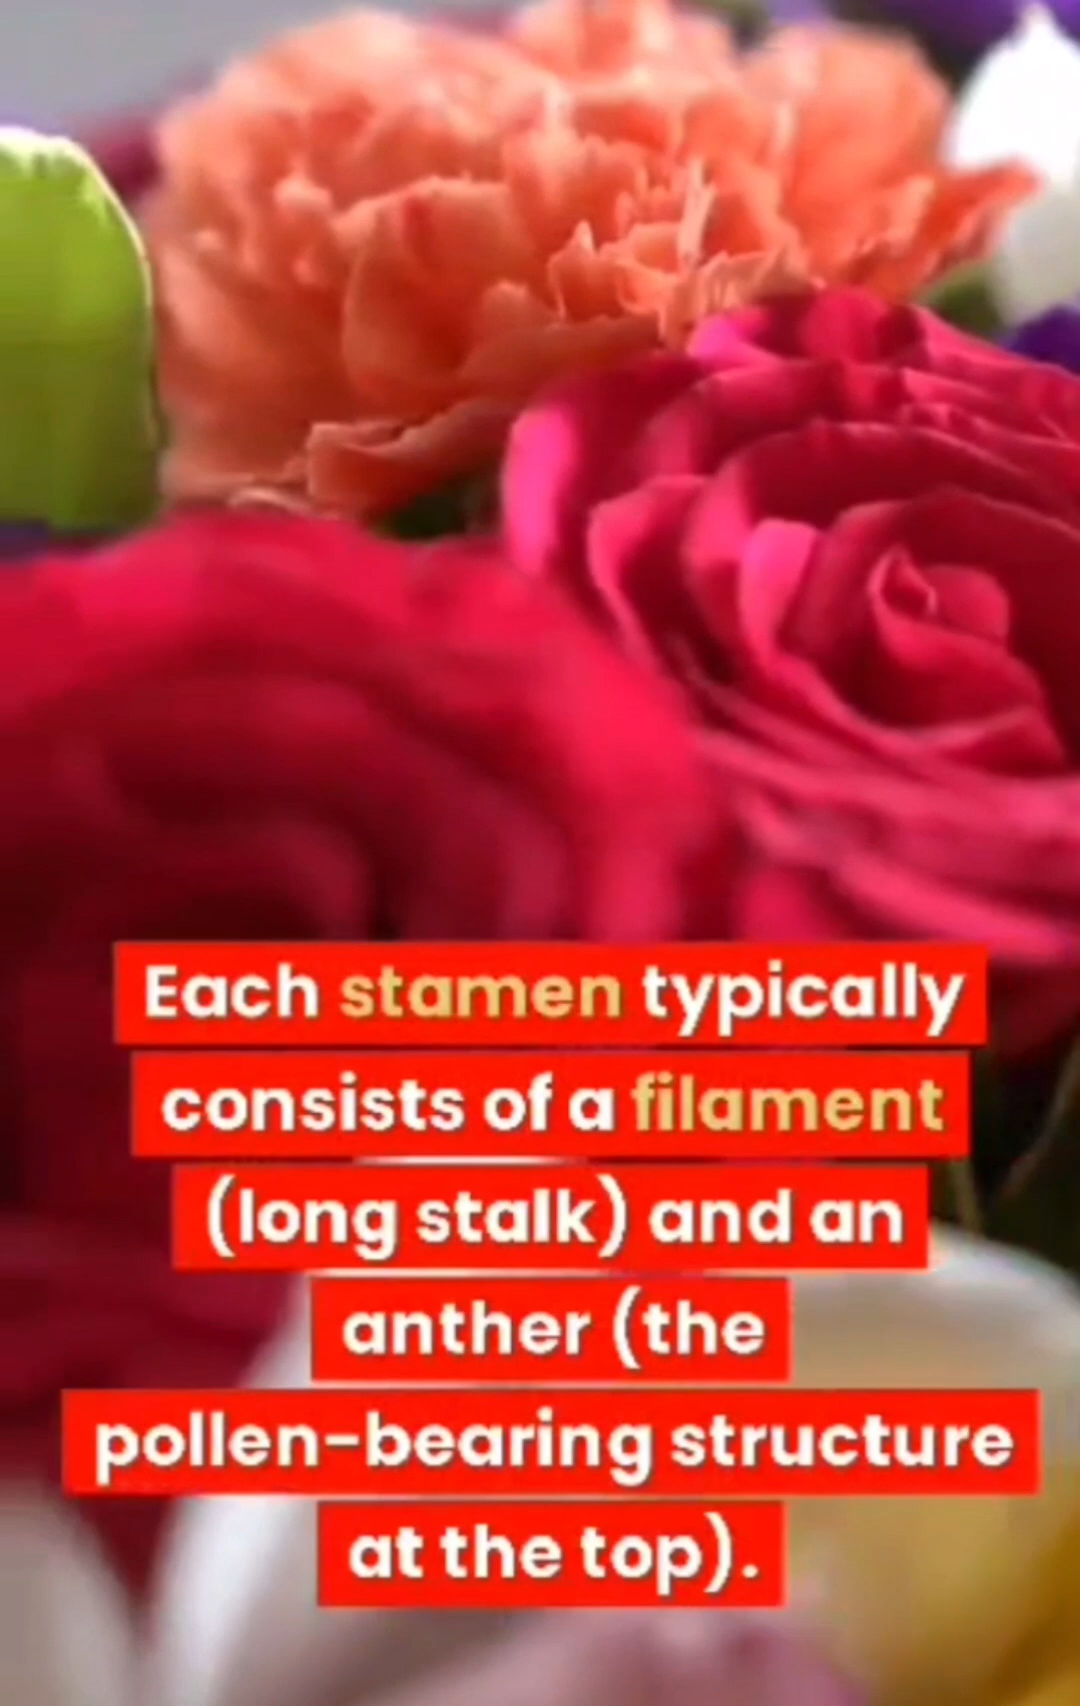 Each stamen typically
consists of a filament
(long stalk) and an
anther (the
pollen-bearing structure
at the top).